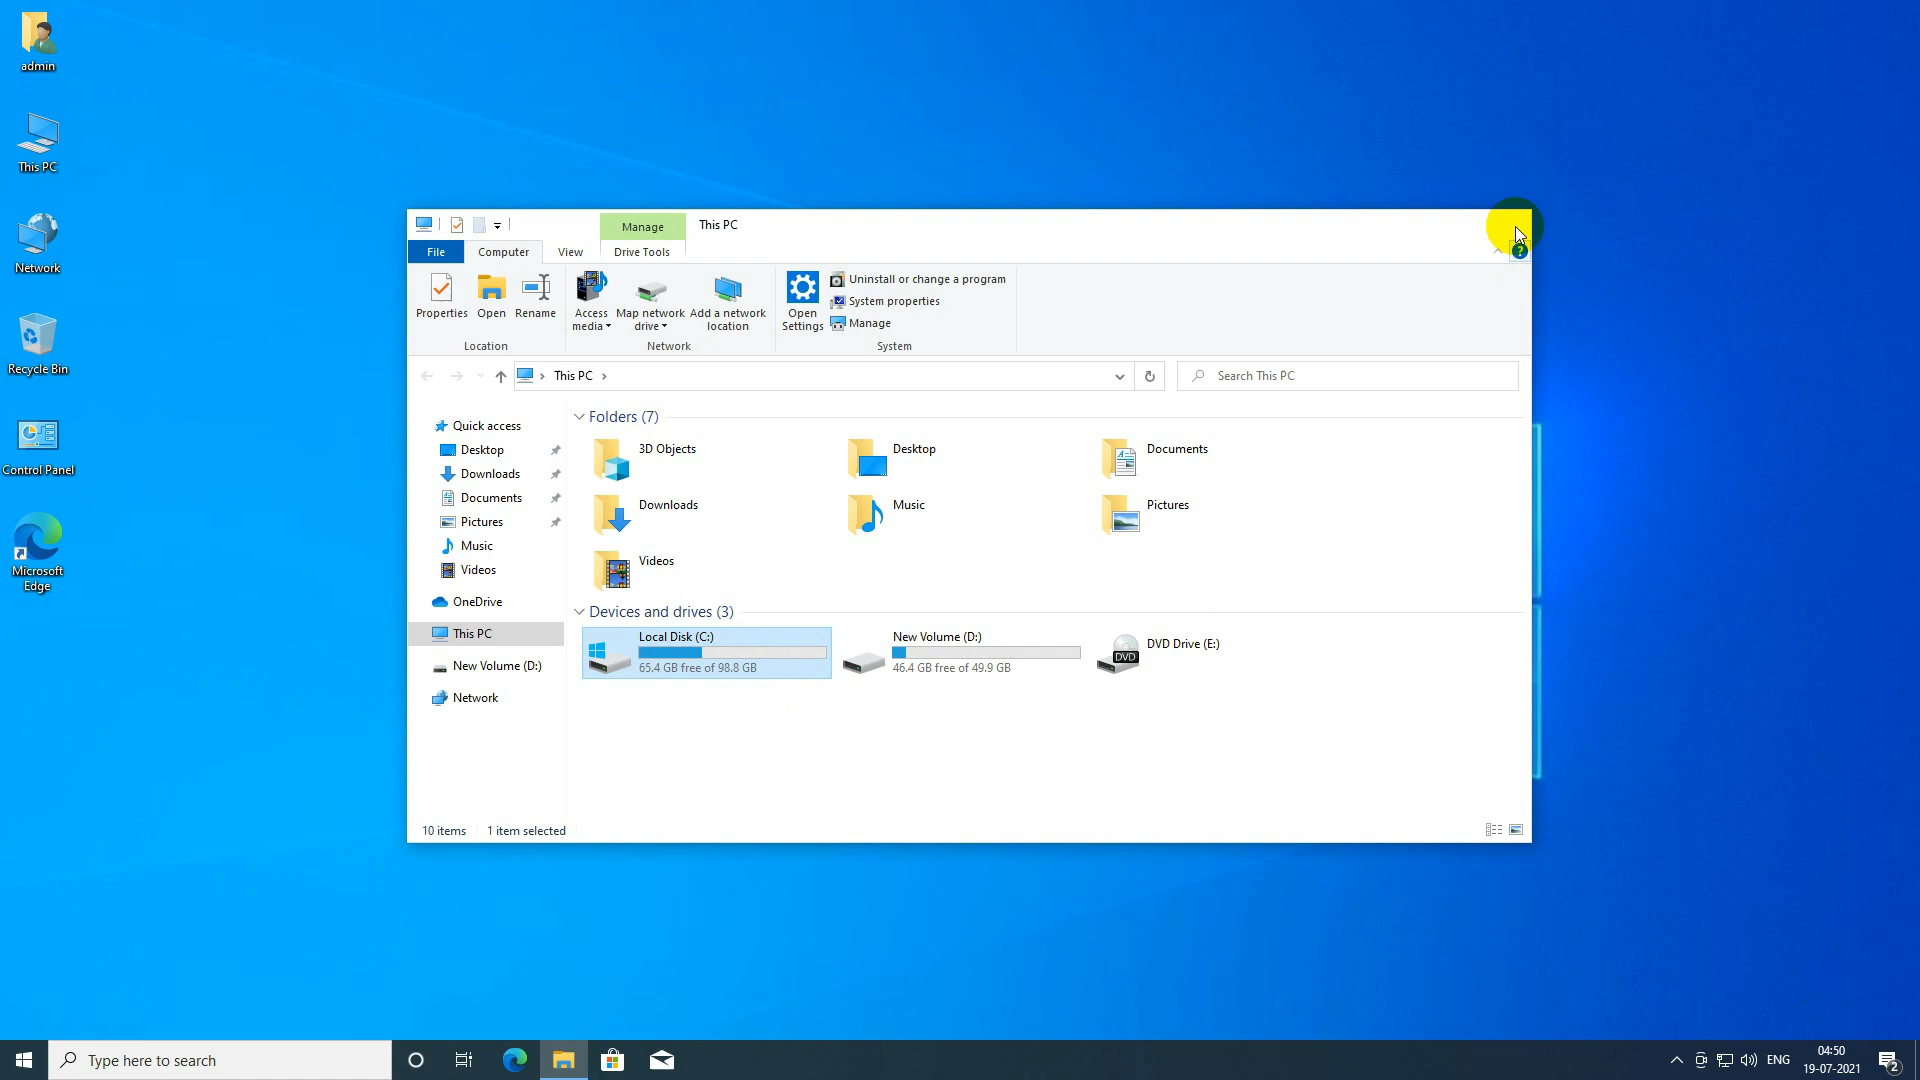 admin
This PC
Network
Recycle Bin
Control Panel
Microsoft
Edge
Manage
This PC
File
Computer
View
Drive Tools
?
Properties
Open
Rename
Access
media
Map network
drive
Add a network
location
Open
Settings
Uninstall or change a program
System properties
Manage
Location
Network
System
This PC
Search This PC
Quick access
Desktop
Downloads
Documents
Pictures
Music
Videos
OneDrive
This PC
New Volume (D:)
Network
Folders (7)
3D Objects
Desktop
Documents
Downloads
Music
Pictures
Videos
Devices and drives (3)
Local Disk (C:)
65.4 GB free of 98.8 GB
New Volume (D:)
46.4 GB free of 49.9 GB
DVD
DVD Drive (E:)
10 items
1 item selected
Type here to search
ENG
04:50
19-07-2021
2